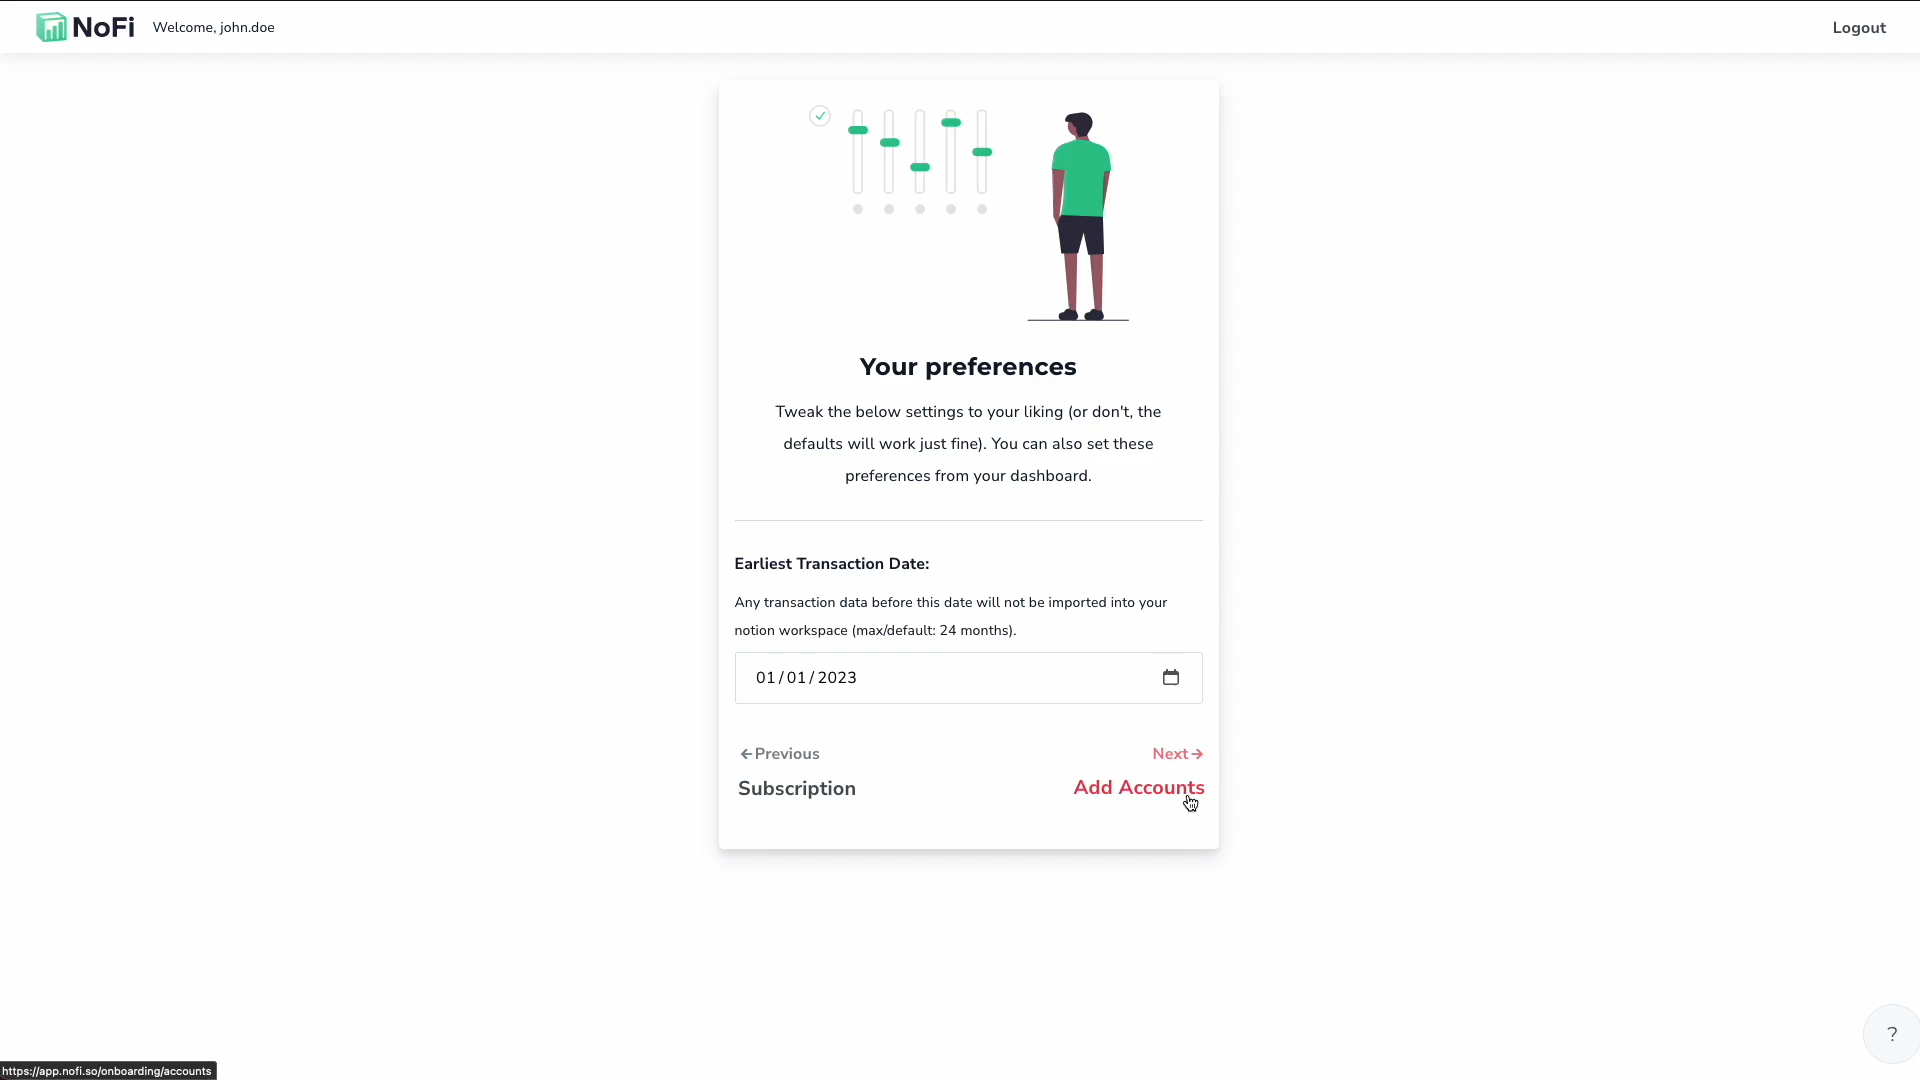 NoFi Welcome, john.doe Logout
Your preferences
Tweak the below settings to your liking (or don't, the
defaults will work just fine). You can also set these
preferences from your dashboard.
Earliest Transaction Date:
Any transaction data before this date will not be imported into your
notion workspace (max/default: 24 months).
01/01/2023
←Previous Next→
Subscription Add Accounts
?
https://app.nofi.so/onboarding/accounts